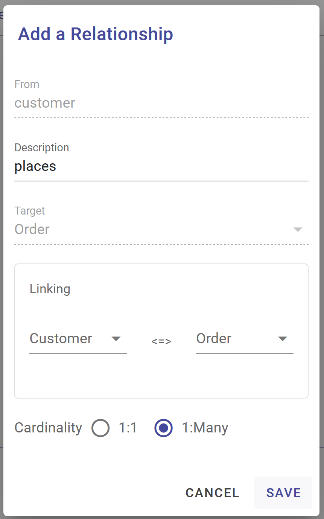 Add a Relationship
From
customer
Description
places
Target
Order
Linking
Customer <=> Order
Cardinality 1:1 1:Many
CANCEL SAVE